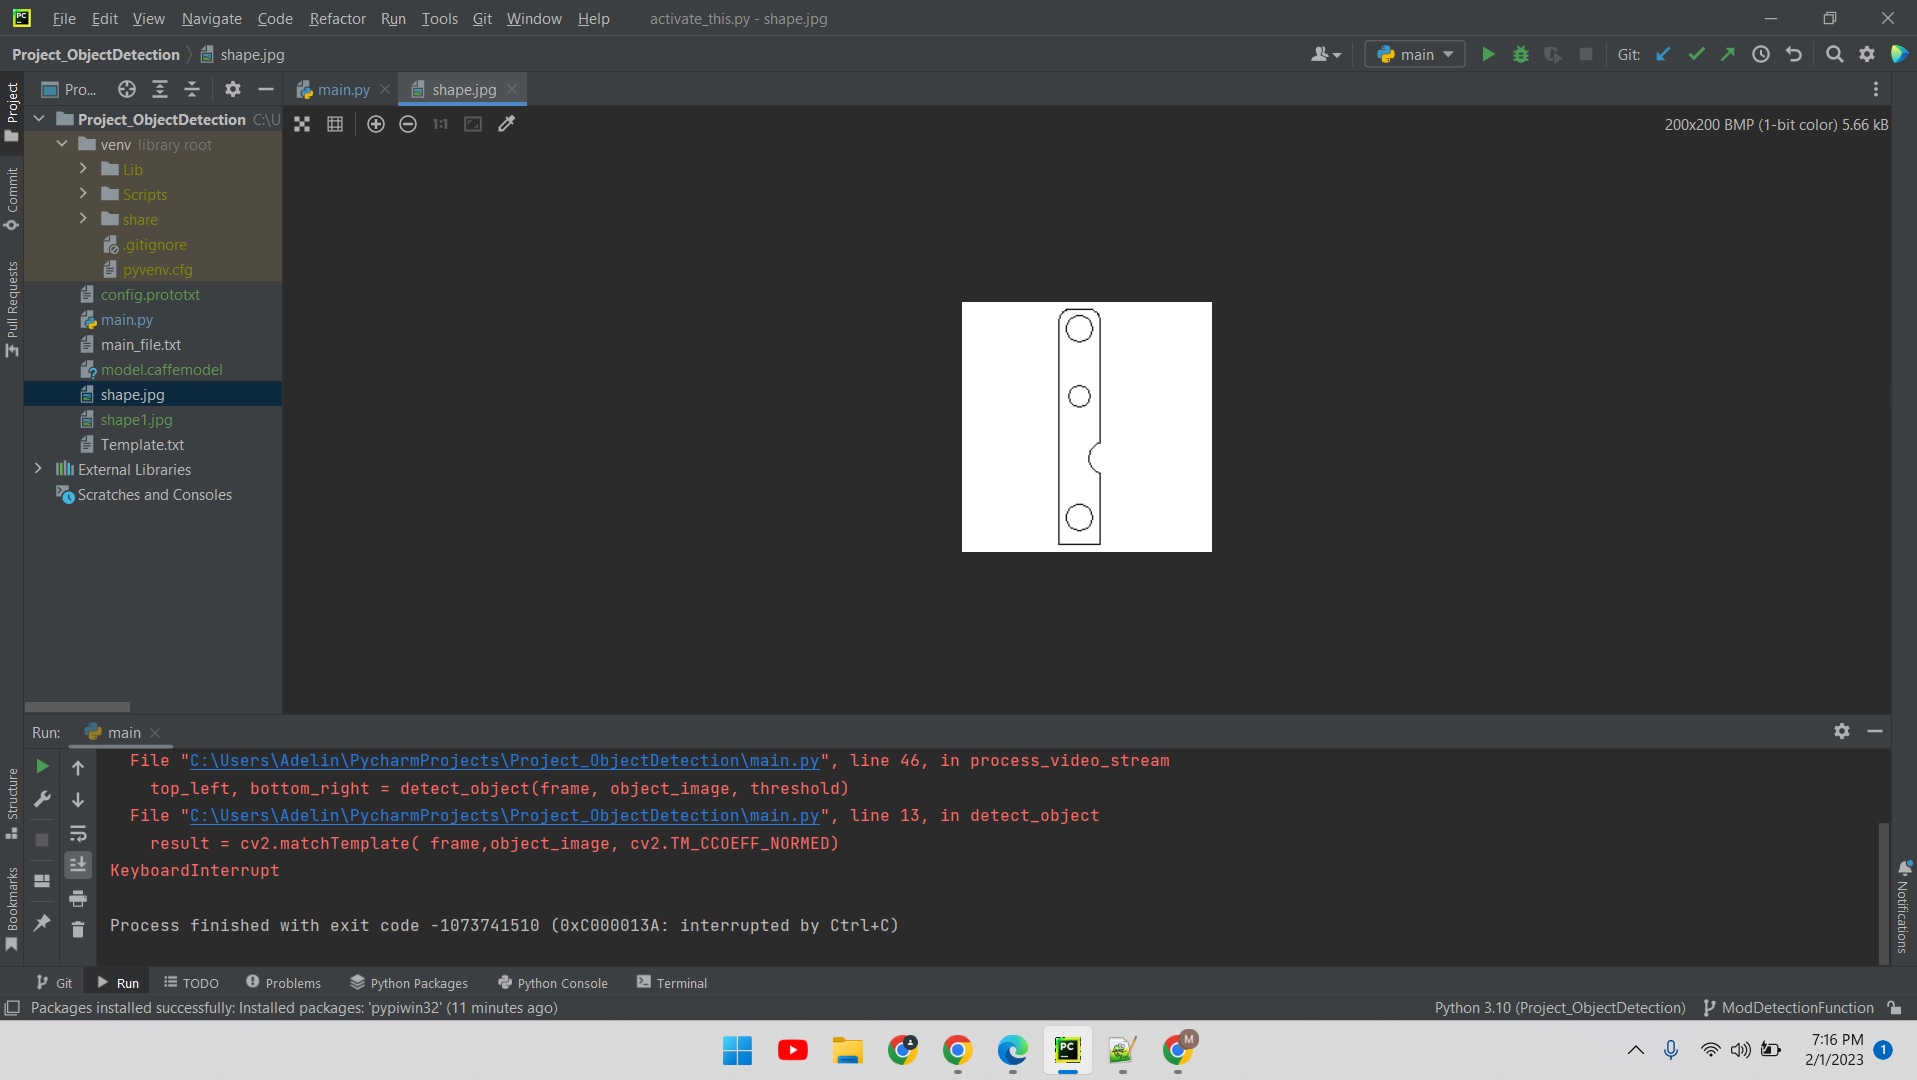 PC File Edit View Navigate Code Refactor Run Tools Git Window Help activate_this.py - shape.jpg
Project_ObjectDetection shape.jpg main Git:
Project
Commit
Pull Requests
Pro...
Project_ObjectDetection C:\U
venv library root
Lib
Scripts
share
.gitignore
pyvenv.cfg
config.prototxt
main.py
main_file.txt
model.caffemodel
shape.jpg
shape1.jpg
Template.txt
External Libraries
Scratches and Consoles
main.py shape.jpg
1:1 200x200 BMP (1-bit color) 5.66 kB
Run: main
File "C:\Users\Adelin\PycharmProjects\Project_ObjectDetection\main.py", line 46, in process_video_stream
top_left, bottom_right = detect_object(frame, object_image, threshold)
File "C:\Users\Adelin\PycharmProjects\Project_ObjectDetection\main.py", line 13, in detect_object
result = cv2.matchTemplate( frame,object_image, cv2.TM_CCOEFF_NORMED)
KeyboardInterrupt
Process finished with exit code -1073741510 (0xC000013A: interrupted by Ctrl+C)
Structure
Bookmarks
Notifications
Git Run TODO Problems Python Packages Python Console Terminal
Packages installed successfully: Installed packages: 'pypiwin32' (11 minutes ago) Python 3.10 (Project_ObjectDetection) ModDetectionFunction
PC M 7:16 PM
2/1/2023 1